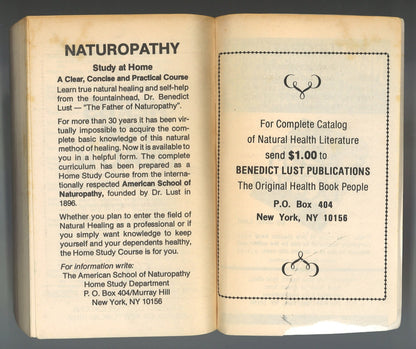 NATUROPATHY
Study at Home
A Clear, Concise and Practical Course
Learn true natural healing and self-help
from the fountainhead, Dr. Benedict
Lust — "The Father of Naturopathy".
For more than 30 years it has been vir-
tually impossible to acquire the com-
plete basic knowledge of this natural
method of healing. Now it is available to
you in a helpful form. The complete
curriculum has been prepared as a
Home Study Course from the interna-
tionally respected American School of
Naturopathy, founded by Dr. Lust in
1896.
Whether you plan to enter the field of
Natural Healing as a professional or if
you simply want knowledge to keep
yourself and your dependents healthy,
the Home Study Course is for you.
For information write:
The American School of Naturopathy
Home Study Department
P. O. Box 404/Murray Hill
New York, NY 10156
For Complete Catalog
of Natural Health Literature
send $1.00 to
BENEDICT LUST PUBLICATIONS
The Original Health Book People
P.O. Box 404
New York, NY 10156